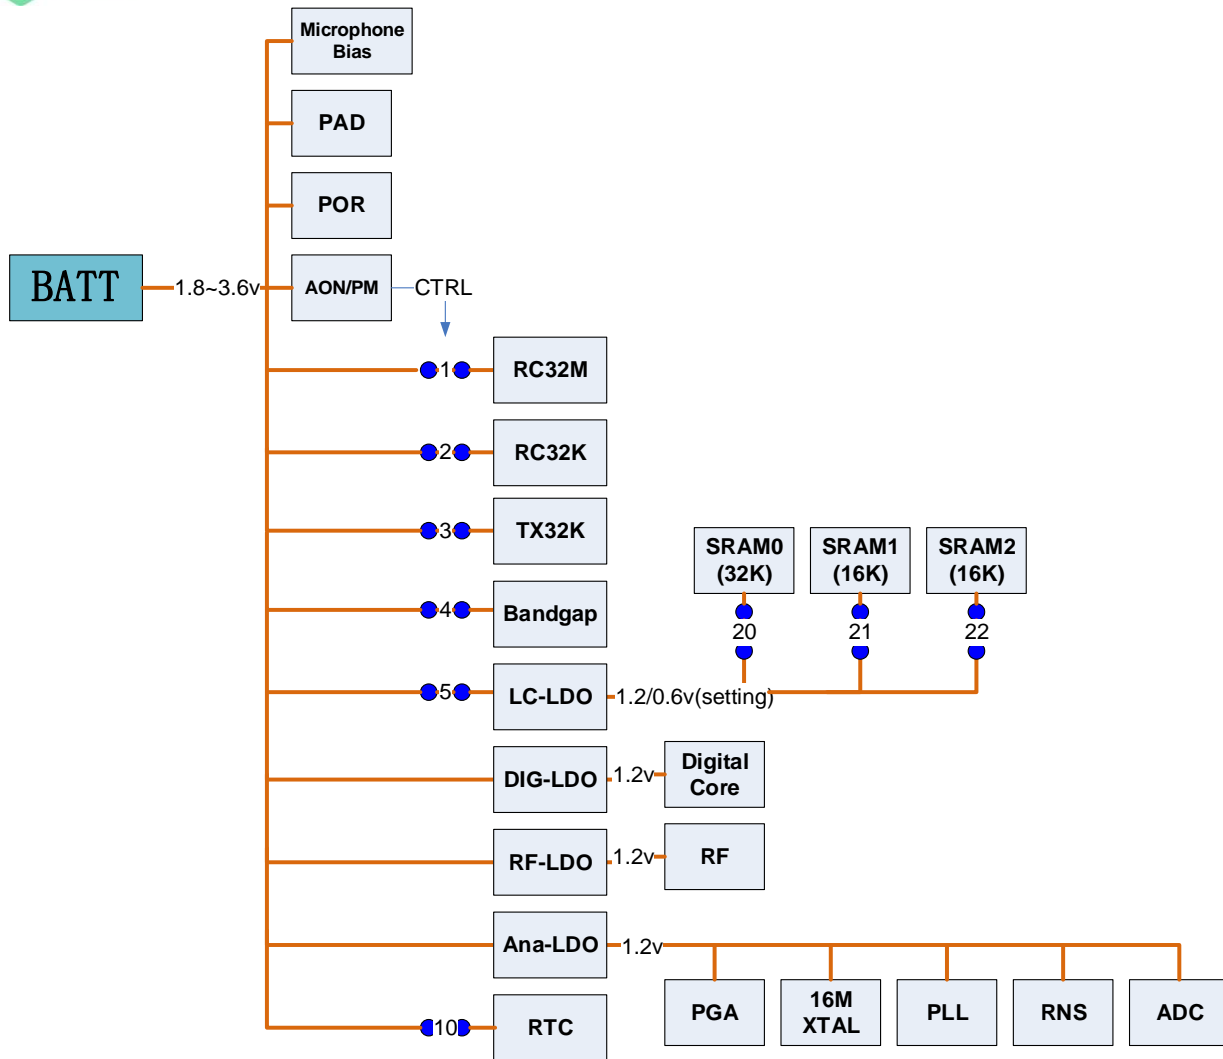 Microphone
Bias
PAD
POR
BATT
1.8~3.6v
AON/PM
CTRL
1
RC32M
2
RC32K
3
TX32K
SRAM0
(32K)
SRAM1
(16K)
SRAM2
(16K)
4
Bandgap
20
21
22
5
LC-LDO
1.2/0.6v(setting)
DIG-LDO
1.2v
Digital
Core
RF-LDO
1.2v
RF
Ana-LDO
1.2v
PGA
16M
XTAL
PLL
RNS
ADC
10
RTC